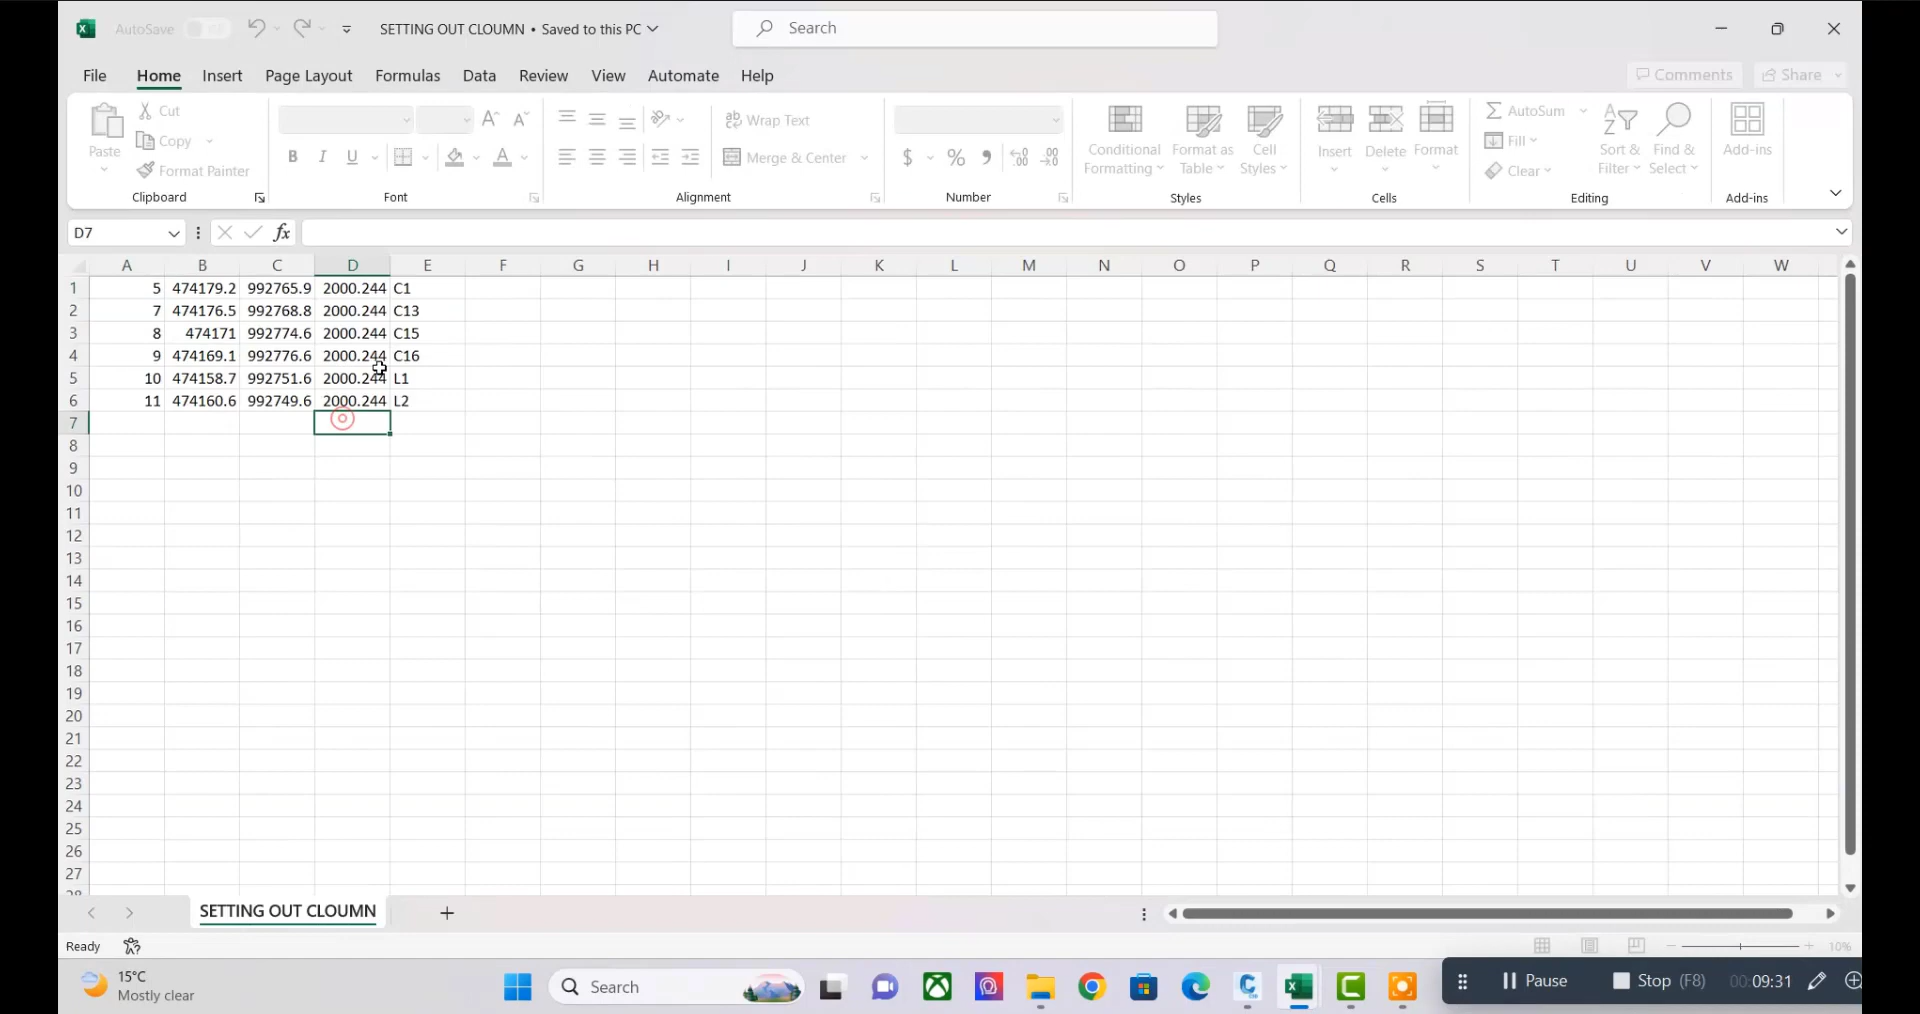 AutoSave Off SETTING OUT CLOUMN • Saved to this PC Search
File Home Insert Page Layout Formulas Data Review View Automate Help Comments Share
Paste Cut Copy Format Painter Clipboard
B I U A A A Font
Wrap Text Merge & Center Alignment
$ % Number
Conditional Formatting Format as Table Cell Styles Styles
Insert Delete Format Cells
AutoSum Fill Clear Sort & Filter Find & Select Editing
Add-ins Add-ins
D7 fx
A B C D E F G H I J K L M N O P Q R S T U V W
1 5 474179.2 992765.9 2000.244 C1
2 7 474176.5 992768.8 2000.244 C13
3 8 474171 992774.6 2000.244 C15
4 9 474169.1 992776.6 2000.244 C16
5 10 474158.7 992751.6 2000.244 L1
6 11 474160.6 992749.6 2000.244 L2
7
8
9
10
11
12
13
14
15
16
17
18
19
20
21
22
23
24
25
26
27
28
SETTING OUT CLOUMN
Ready 10%
15°C
Mostly clear
Search
Pause Stop (F8) 00:09:31